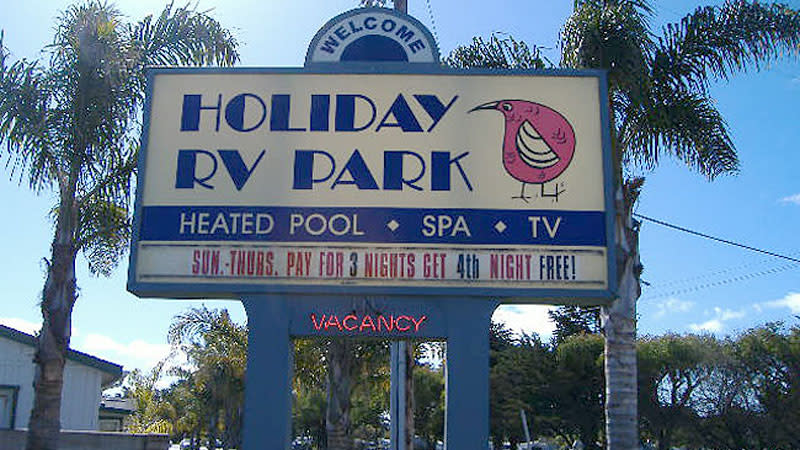 WELCOME
HOLIDAY
RV PARK
HEATED POOL • SPA • TV
SUN.-THURS. PAY FOR 3 NIGHTS GET 4th NIGHT FREE!
VACANCY